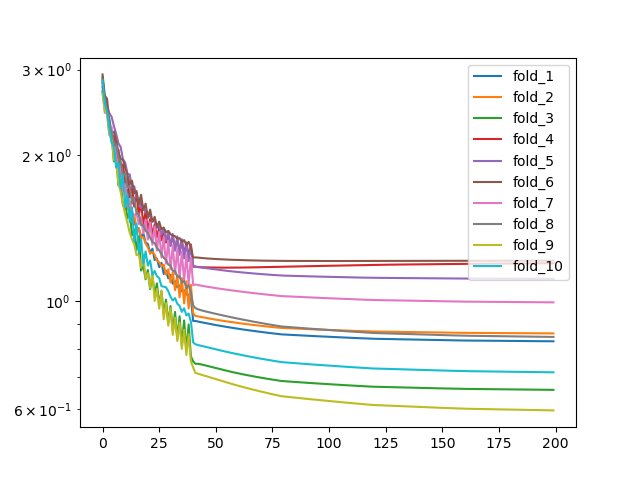 3 × 10⁰
2 × 10⁰
10⁰
6 × 10⁻¹
0 25 50 75 100 125 150 175 200
fold_1
fold_2
fold_3
fold_4
fold_5
fold_6
fold_7
fold_8
fold_9
fold_10